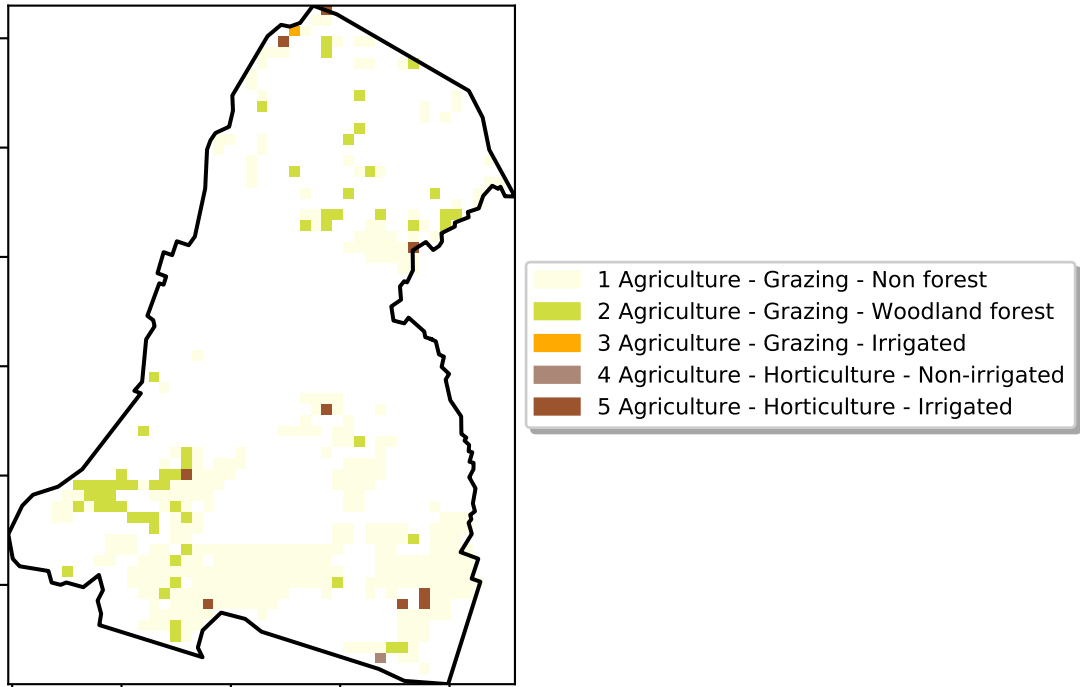 1 Agriculture - Grazing - Non forest
2 Agriculture - Grazing - Woodland forest
3 Agriculture - Grazing - Irrigated
4 Agriculture - Horticulture - Non-irrigated
5 Agriculture - Horticulture - Irrigated